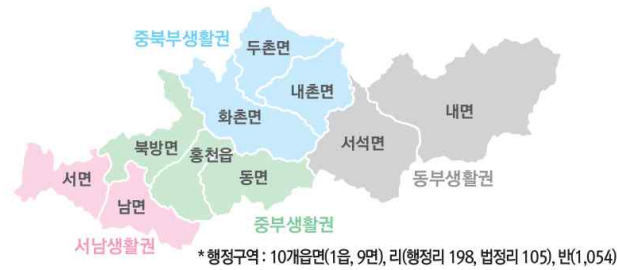 중북부생활권
두촌면
내촌면
화촌면
내면
서석면
북방면
홍천읍
동면
서면
남면
동부생활권
중부생활권
서남생활권
* 행정구역 : 10개읍면(1읍, 9면), 리(행정리 198, 법정리 105), 반(1,054)